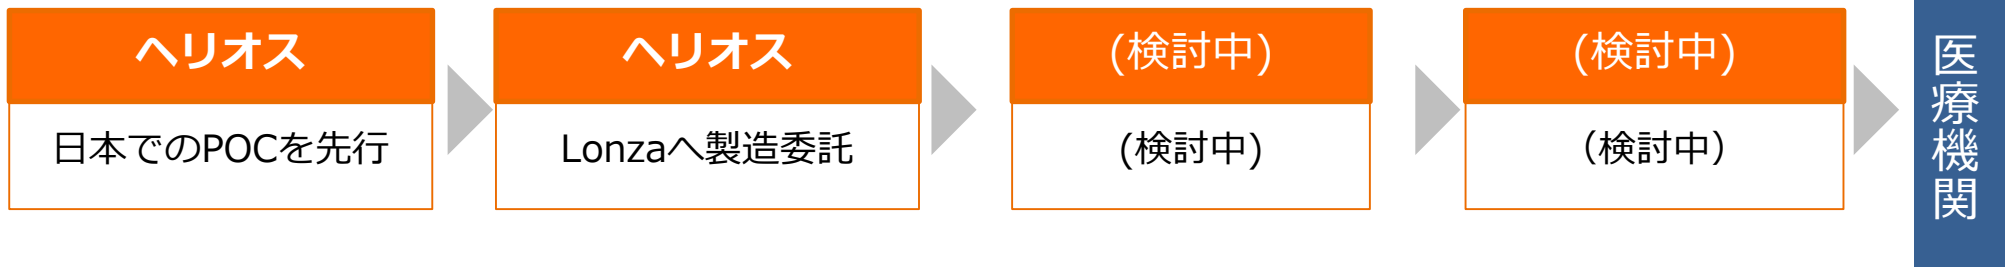 ヘリオス
日本でのPOCを先行
ヘリオス
Lonzaへ製造委託
(検討中)
(検討中)
(検討中)
（検討中）
医療機関